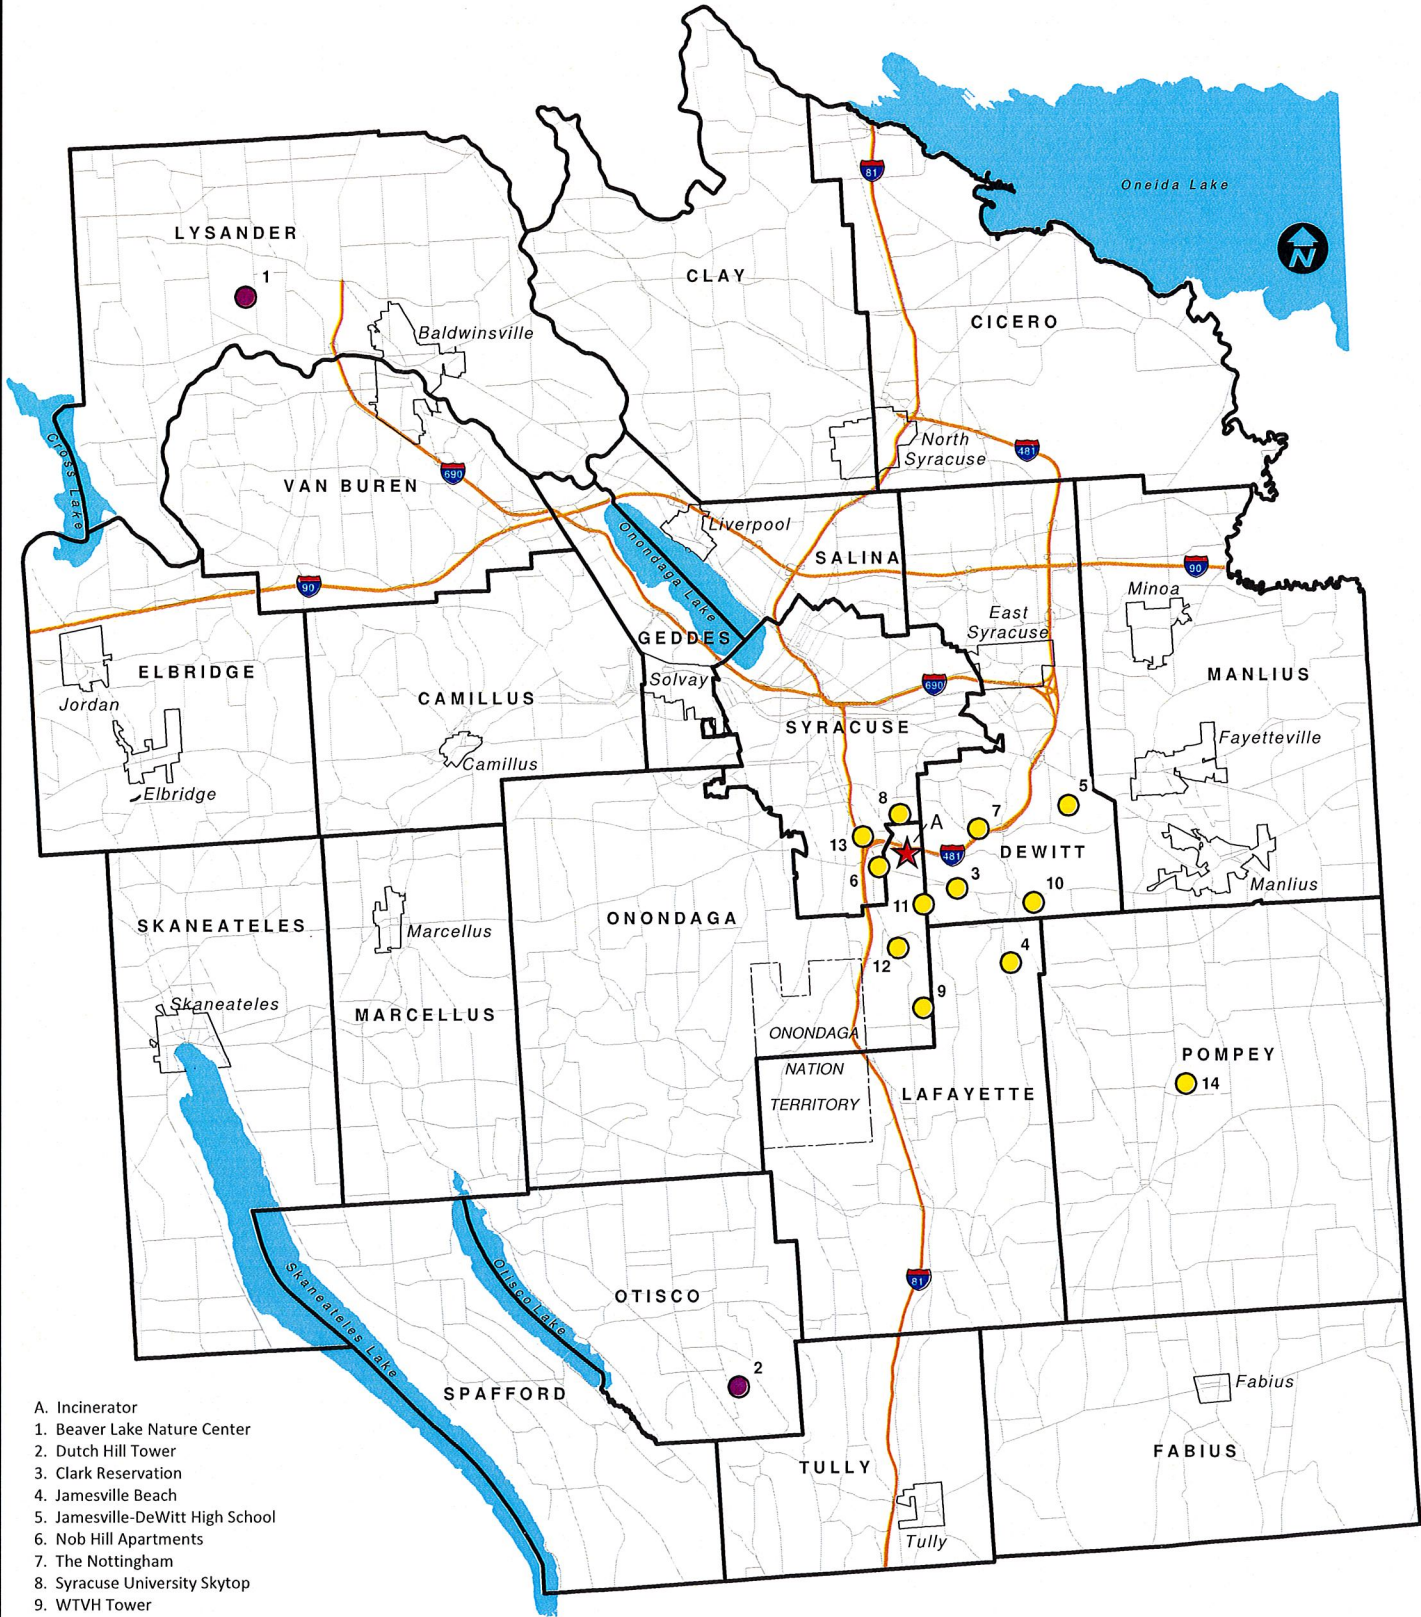 81
Oneida Lake
N
LYSANDER
1
CLAY
CICERO
Baldwinsville
Cross Lake
North
Syracuse
481
690
VAN BUREN
Liverpool
Onondaga Lake
SALINA
90
90
Minoa
East
Syracuse
GEDDES
ELBRIDGE
CAMILLUS
Solvay
690
MANLIUS
Jordan
SYRACUSE
Fayetteville
Camillus
Elbridge
8
A
7
5
13
481
DEWITT
6
3
10
Manlius
11
SKANEATELES
Marcellus
ONONDAGA
4
12
Skaneateles
9
MARCELLUS
ONONDAGA
NATION
TERRITORY
POMPEY
14
LAFAYETTE
81
Skaneateles Lake
Otisco Lake
OTISCO
2
SPAFFORD
Fabius
FABIUS
TULLY
Tully
A. Incinerator
1. Beaver Lake Nature Center
2. Dutch Hill Tower
3. Clark Reservation
4. Jamesville Beach
5. Jamesville-DeWitt High School
6. Nob Hill Apartments
7. The Nottingham
8. Syracuse University Skytop
9. WTVH Tower